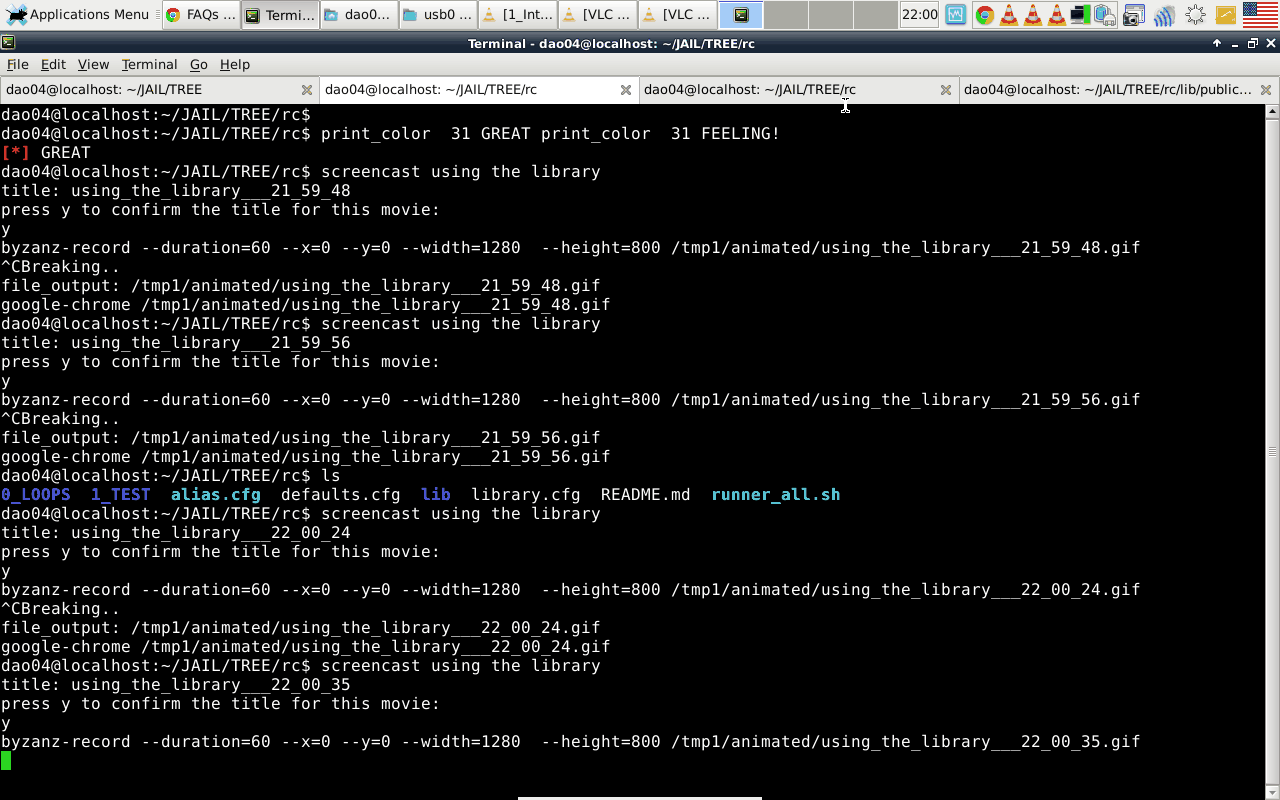 Applications Menu FAQs ... Termi... dao0... usb0 ... [1_Int... [VLC ... [VLC ... 22:00
Terminal - dao04@localhost: ~/JAIL/TREE/rc
File Edit View Terminal Go Help
dao04@localhost: ~/JAIL/TREE dao04@localhost: ~/JAIL/TREE/rc dao04@localhost: ~/JAIL/TREE/rc dao04@localhost: ~/JAIL/TREE/rc/lib/public...
dao04@localhost:~/JAIL/TREE/rc$
dao04@localhost:~/JAIL/TREE/rc$ print_color  31 GREAT print_color  31 FEELING!
[*] GREAT
dao04@localhost:~/JAIL/TREE/rc$ screencast using the library
title: using_the_library___21_59_48
press y to confirm the title for this movie:
y
byzanz-record --duration=60 --x=0 --y=0 --width=1280  --height=800 /tmp1/animated/using_the_library___21_59_48.gif
^CBreaking..
file_output: /tmp1/animated/using_the_library___21_59_48.gif
google-chrome /tmp1/animated/using_the_library___21_59_48.gif
dao04@localhost:~/JAIL/TREE/rc$ screencast using the library
title: using_the_library___21_59_56
press y to confirm the title for this movie:
y
byzanz-record --duration=60 --x=0 --y=0 --width=1280  --height=800 /tmp1/animated/using_the_library___21_59_56.gif
^CBreaking..
file_output: /tmp1/animated/using_the_library___21_59_56.gif
google-chrome /tmp1/animated/using_the_library___21_59_56.gif
dao04@localhost:~/JAIL/TREE/rc$ ls
0_LOOPS  1_TEST  alias.cfg  defaults.cfg  lib  library.cfg  README.md  runner_all.sh
dao04@localhost:~/JAIL/TREE/rc$ screencast using the library
title: using_the_library___22_00_24
press y to confirm the title for this movie:
y
byzanz-record --duration=60 --x=0 --y=0 --width=1280  --height=800 /tmp1/animated/using_the_library___22_00_24.gif
^CBreaking..
file_output: /tmp1/animated/using_the_library___22_00_24.gif
google-chrome /tmp1/animated/using_the_library___22_00_24.gif
dao04@localhost:~/JAIL/TREE/rc$ screencast using the library
title: using_the_library___22_00_35
press y to confirm the title for this movie:
y
byzanz-record --duration=60 --x=0 --y=0 --width=1280  --height=800 /tmp1/animated/using_the_library___22_00_35.gif